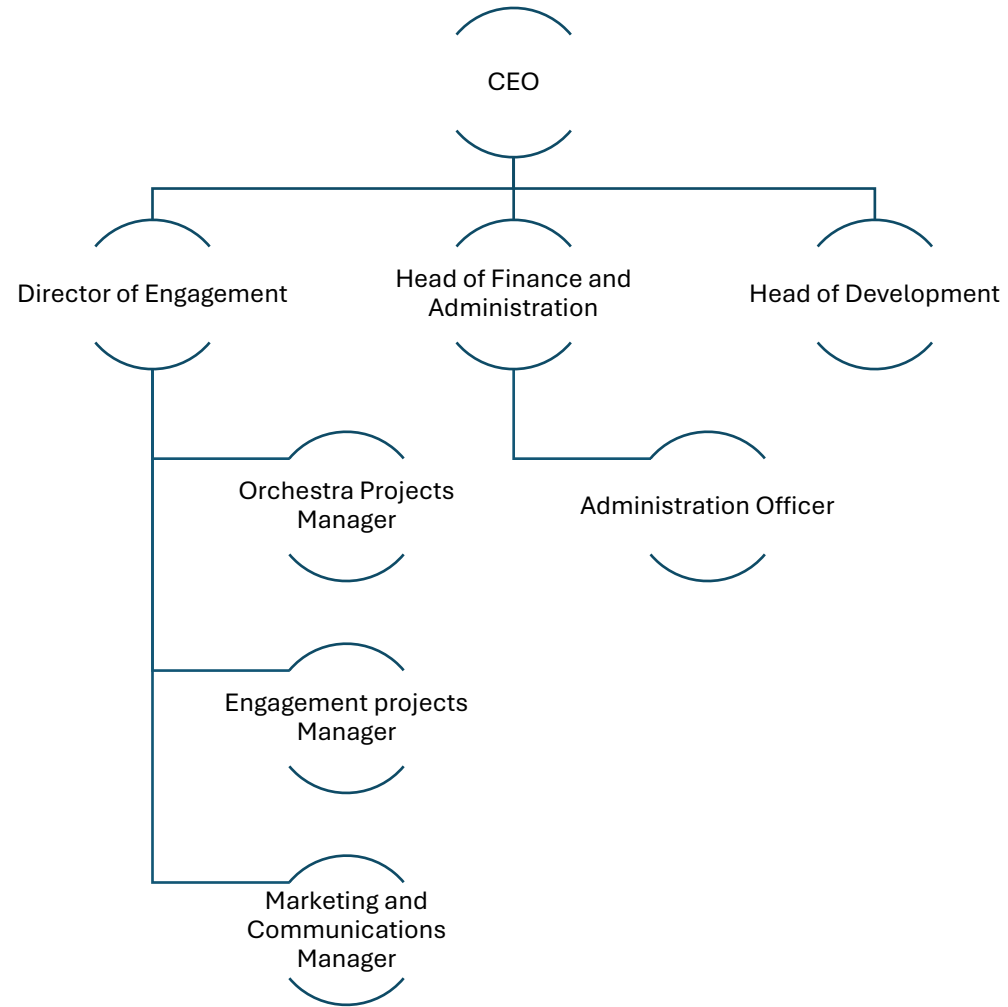 CEO
Director of Engagement
Head of Finance and
Administration
Head of Development
Orchestra Projects
Manager
Administration Officer
Engagement projects
Manager
Marketing and
Communications
Manager